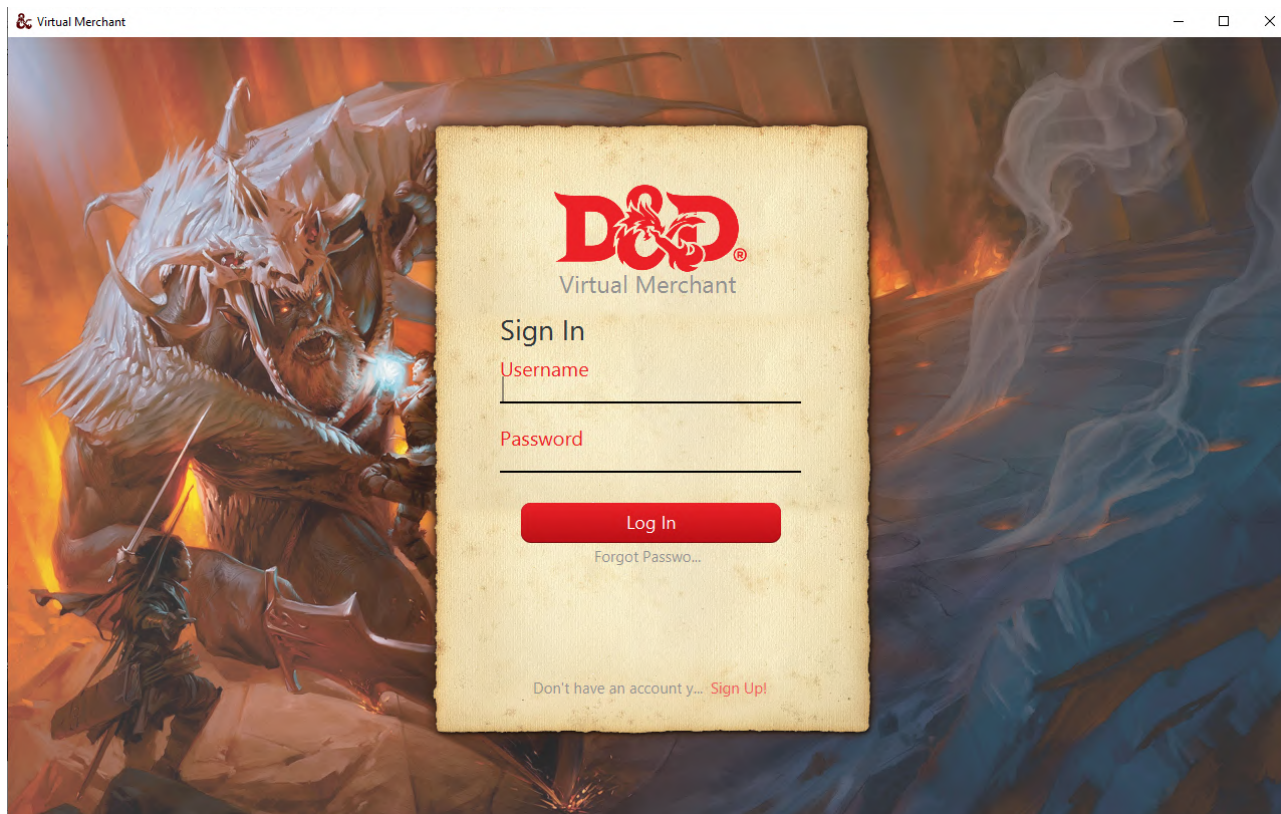 Virtual Merchant
D&D®
Virtual Merchant
Sign In
Username
Password
Log In
Forgot Passwo...
Don't have an account y... Sign Up!